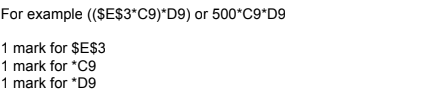 For example (($E$3*C9)*D9) or 500*C9*D9
1 mark for $E$3
1 mark for *C9
1 mark for *D9